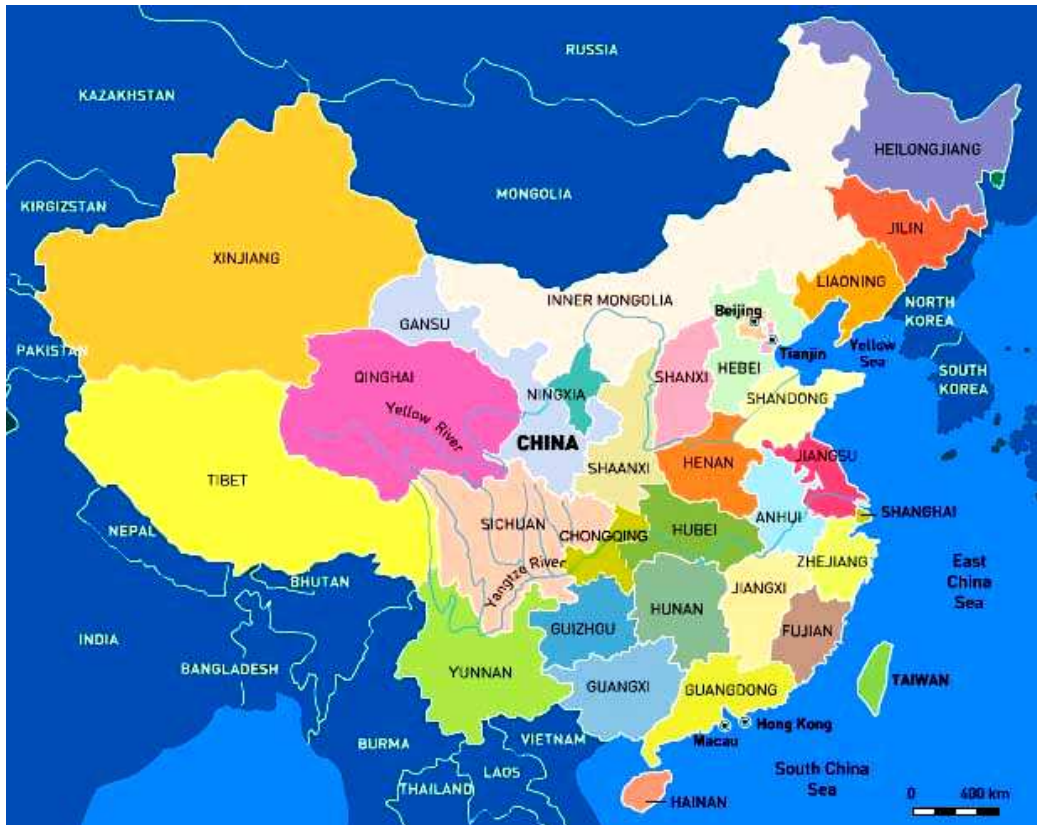 RUSSIA
KAZAKHSTAN
HEILONGJIANG
MONGOLIA
KIRGIZSTAN
JILIN
XINJIANG
LIAONING
INNER MONGOLIA
NORTH
KOREA
Beijing
GANSU
Yellow
Sea
Tianjin
PAKISTAN
HEBEI
SOUTH
KOREA
QINGHAI
SHANXI
NINGXIA
SHANDONG
Yellow River
CHINA
JIANGSU
HENAN
SHAANXI
TIBET
SHANGHAI
ANHUI
SICHUAN
CHONGQING
HUBEI
NEPAL
ZHEJIANG
East
China
Sea
Yangtze River
BHUTAN
JIANGXI
HUNAN
GUIZHOU
FUJIAN
INDIA
BANGLADESH
YUNNAN
TAIWAN
GUANGXI
GUANGDONG
Hong Kong
Macau
VIETNAM
BURMA
South China
Sea
LAOS
THAILAND
HAINAN
0 400 km